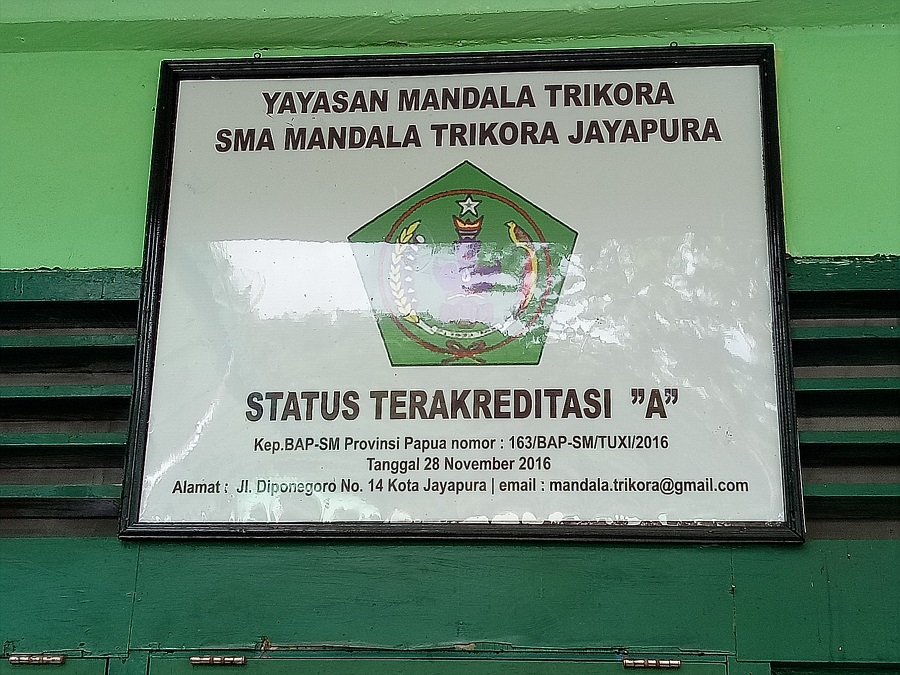 YAYASAN MANDALA TRIKORA
SMA MANDALA TRIKORA JAYAPURA
STATUS TERAKREDITASI "A"
Kep.BAP-SM Provinsi Papua nomor : 163/BAP-SM/TUXI/2016
Tanggal 28 November 2016
Alamat : Jl. Diponegoro No. 14 Kota Jayapura | email : mandala.trikora@gmail.com